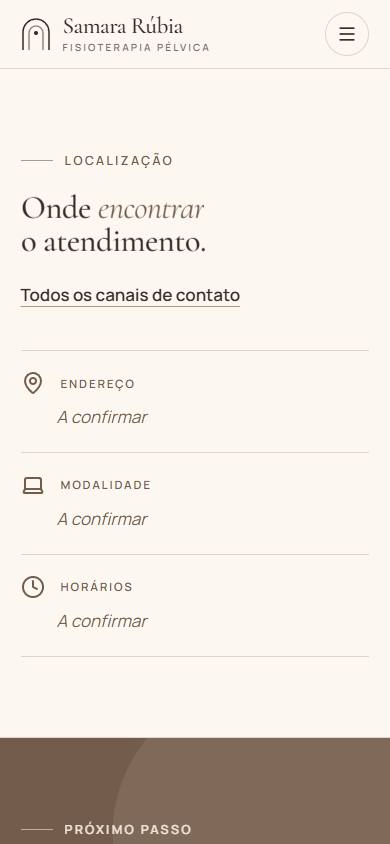 Samara Rúbia
FISIOTERAPIA PÉLVICA
LOCALIZAÇÃO
Onde encontrar
o atendimento.
Todos os canais de contato
ENDEREÇO
A confirmar
MODALIDADE
A confirmar
HORÁRIOS
A confirmar
PRÓXIMO PASSO